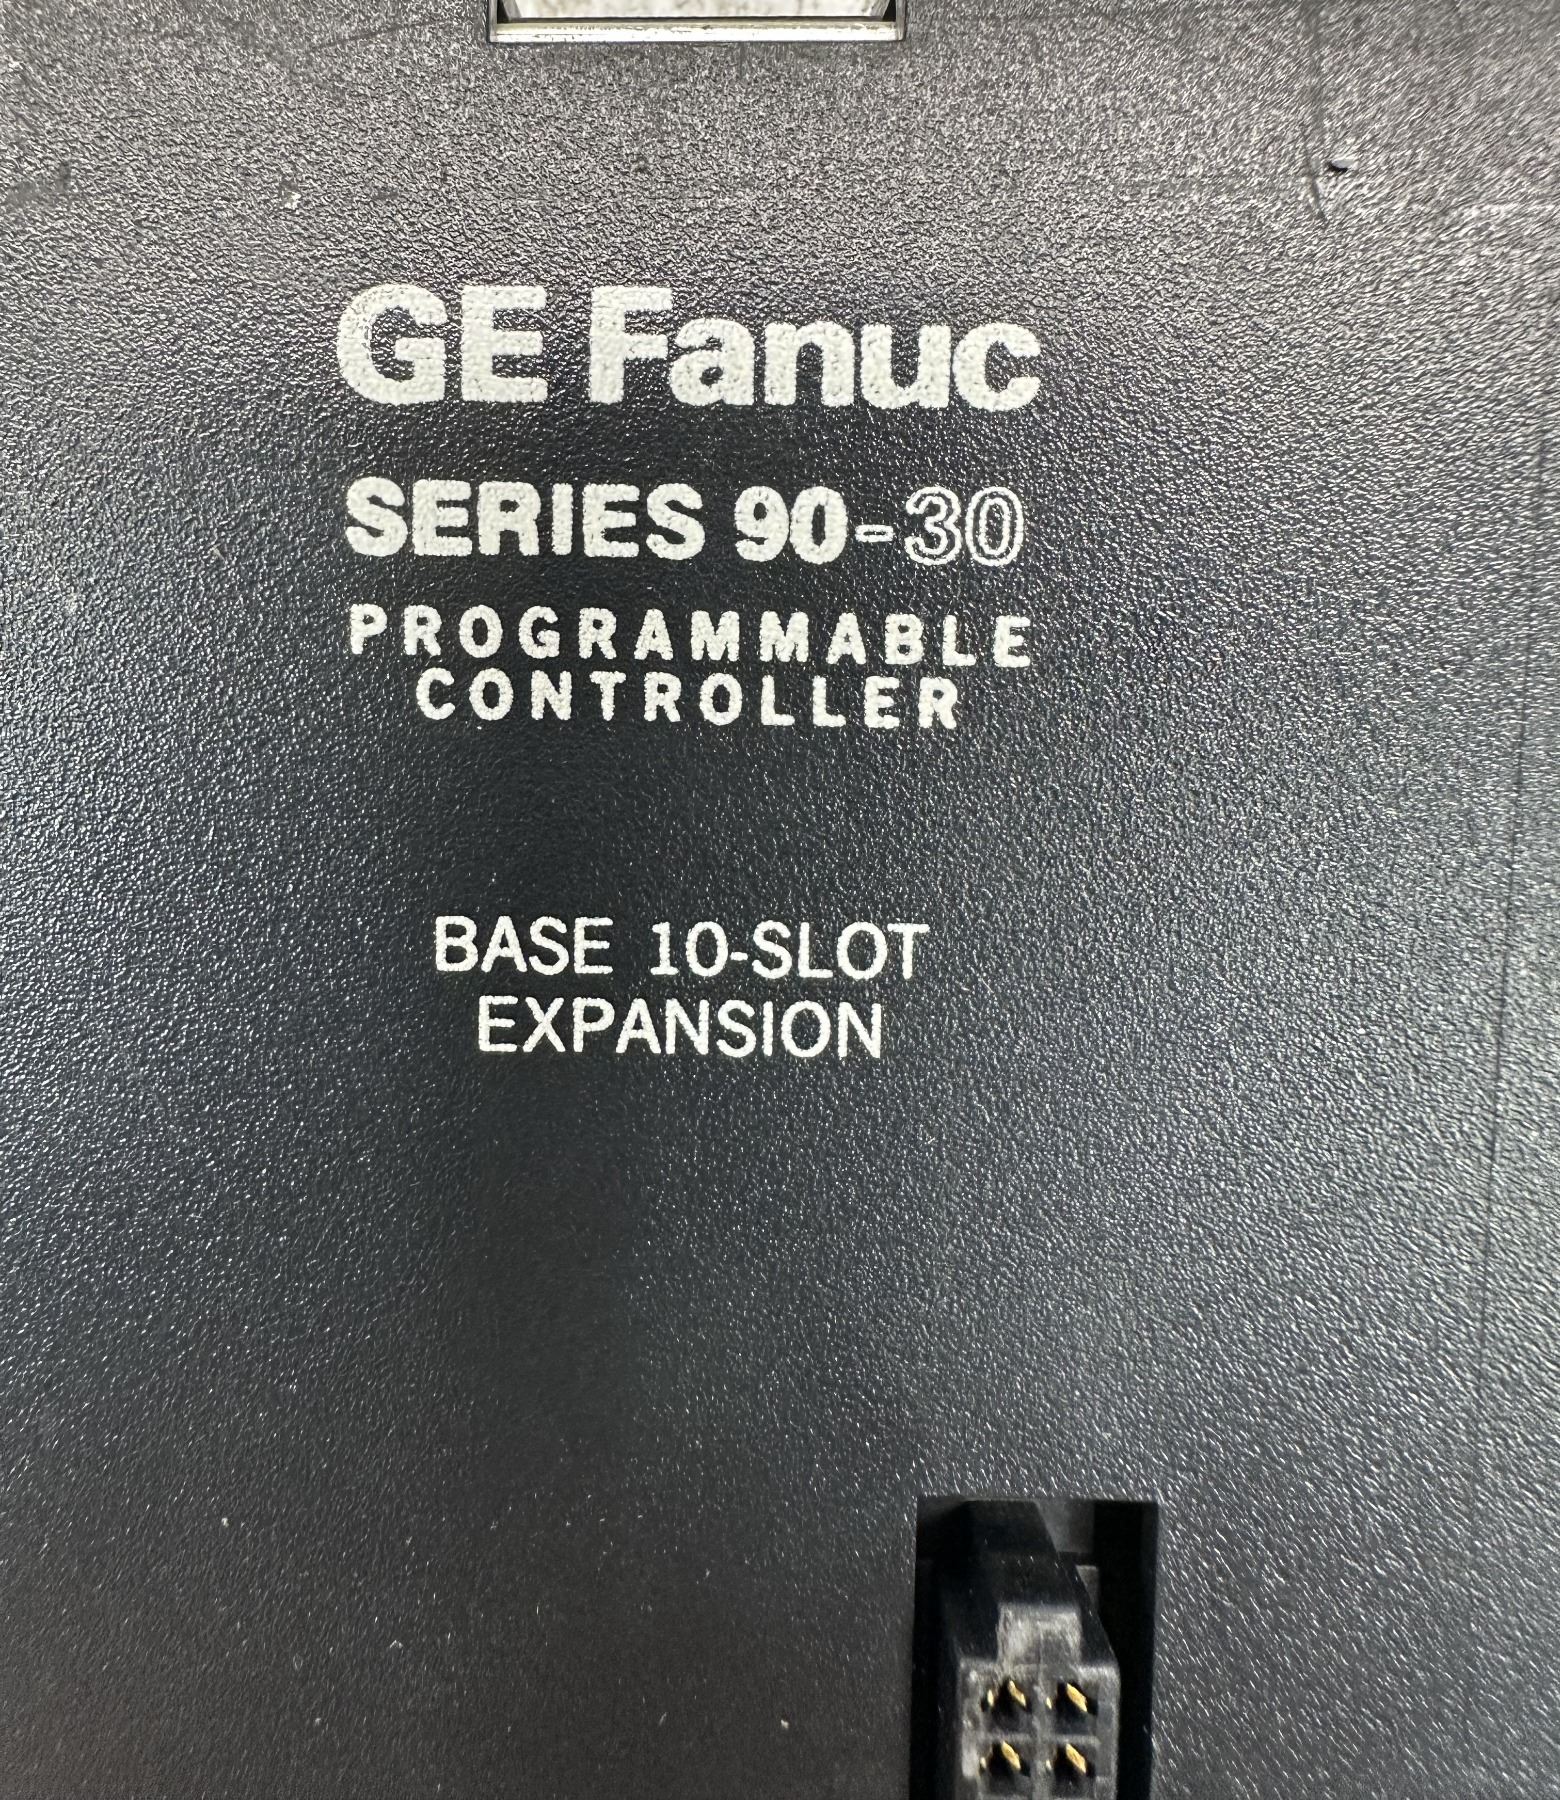 GE Fanuc
SERIES 90-30
PROGRAMMABLE
CONTROLLER
BASE 10-SLOT
EXPANSION